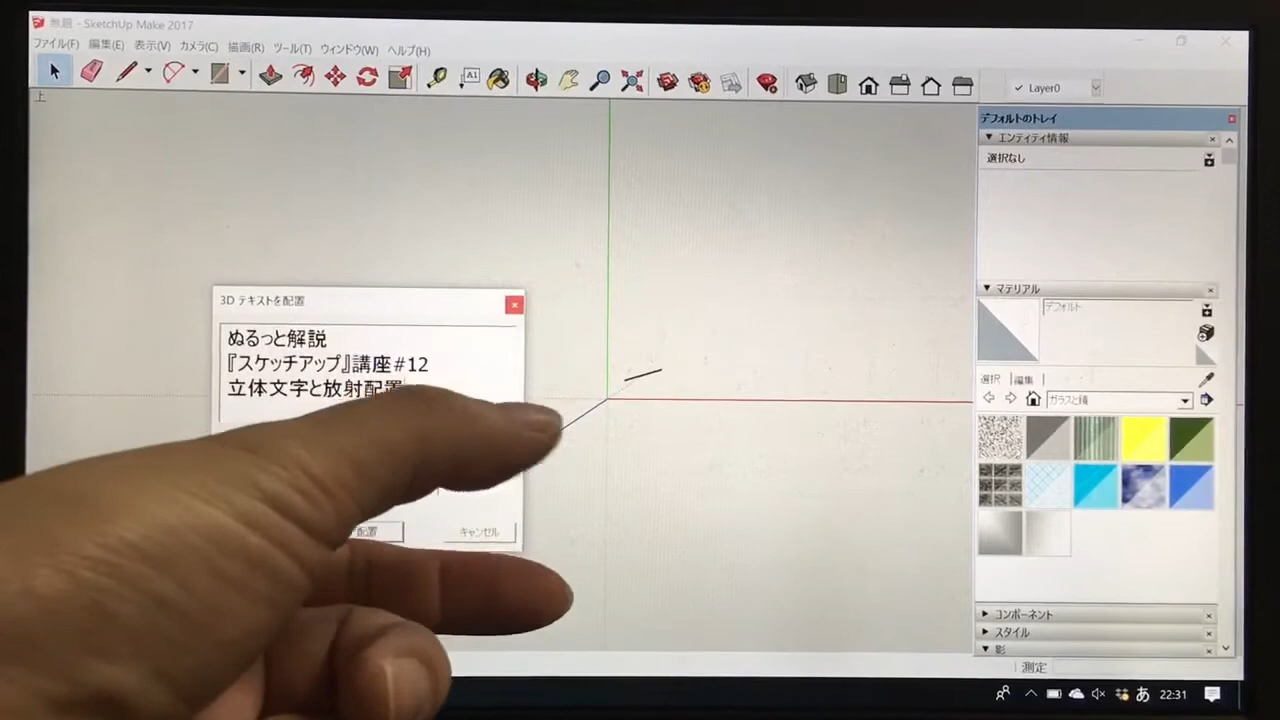 無題 - SketchUp Make 2017
ファイル(F) 編集(E) 表示(V) カメラ(C) 描画(R) ツール(T) ウィンドウ(W) ヘルプ(H)
A1
Layer0
上
デフォルトのトレイ
エンティティ情報
選択なし
3D テキストを配置
ぬるっと解説
『スケッチアップ』講座#12
立体文字と放射配置
配置
キャンセル
マテリアル
デフォルト
選択 編集
ガラスと鏡
コンポーネント
スタイル
影
測定
あ 22:31